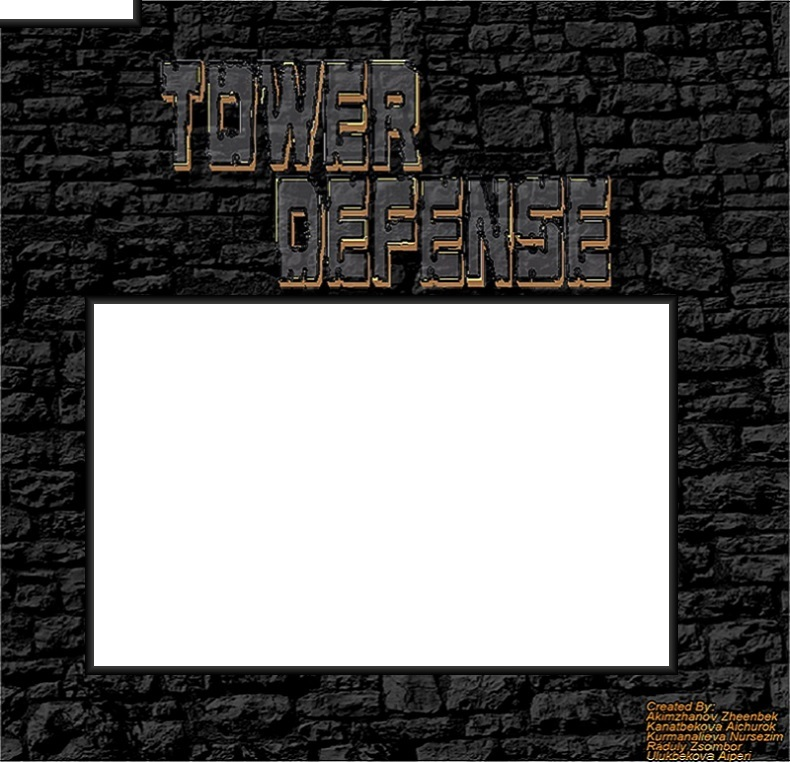 TOWER
DEFENSE
Created By:
Akimzhanov Zheenbek
Kanatbekova Aichurok
Kurmanalieva Nursezim
Raduly Zsombor
Ulukbekova Aiperi